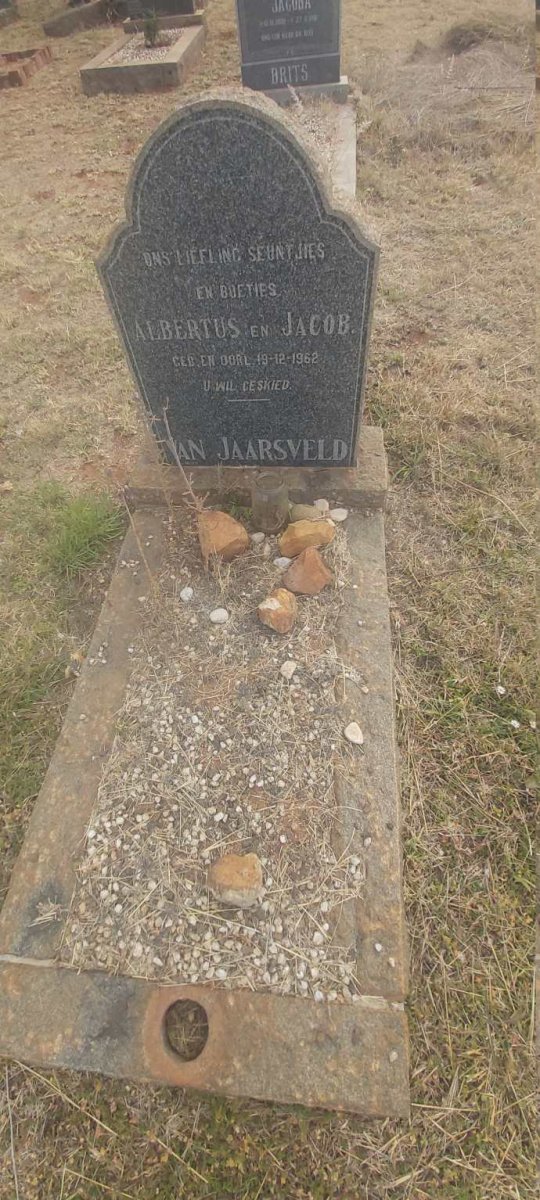 JACOBA
BRITS
ONS LIEFLING SEUNTJIES
EN BOETIES
ALBERTUS EN JACOB.
GEB. EN OORL. 19-12-1962
U WIL GESKIED.
VAN JAARSVELD